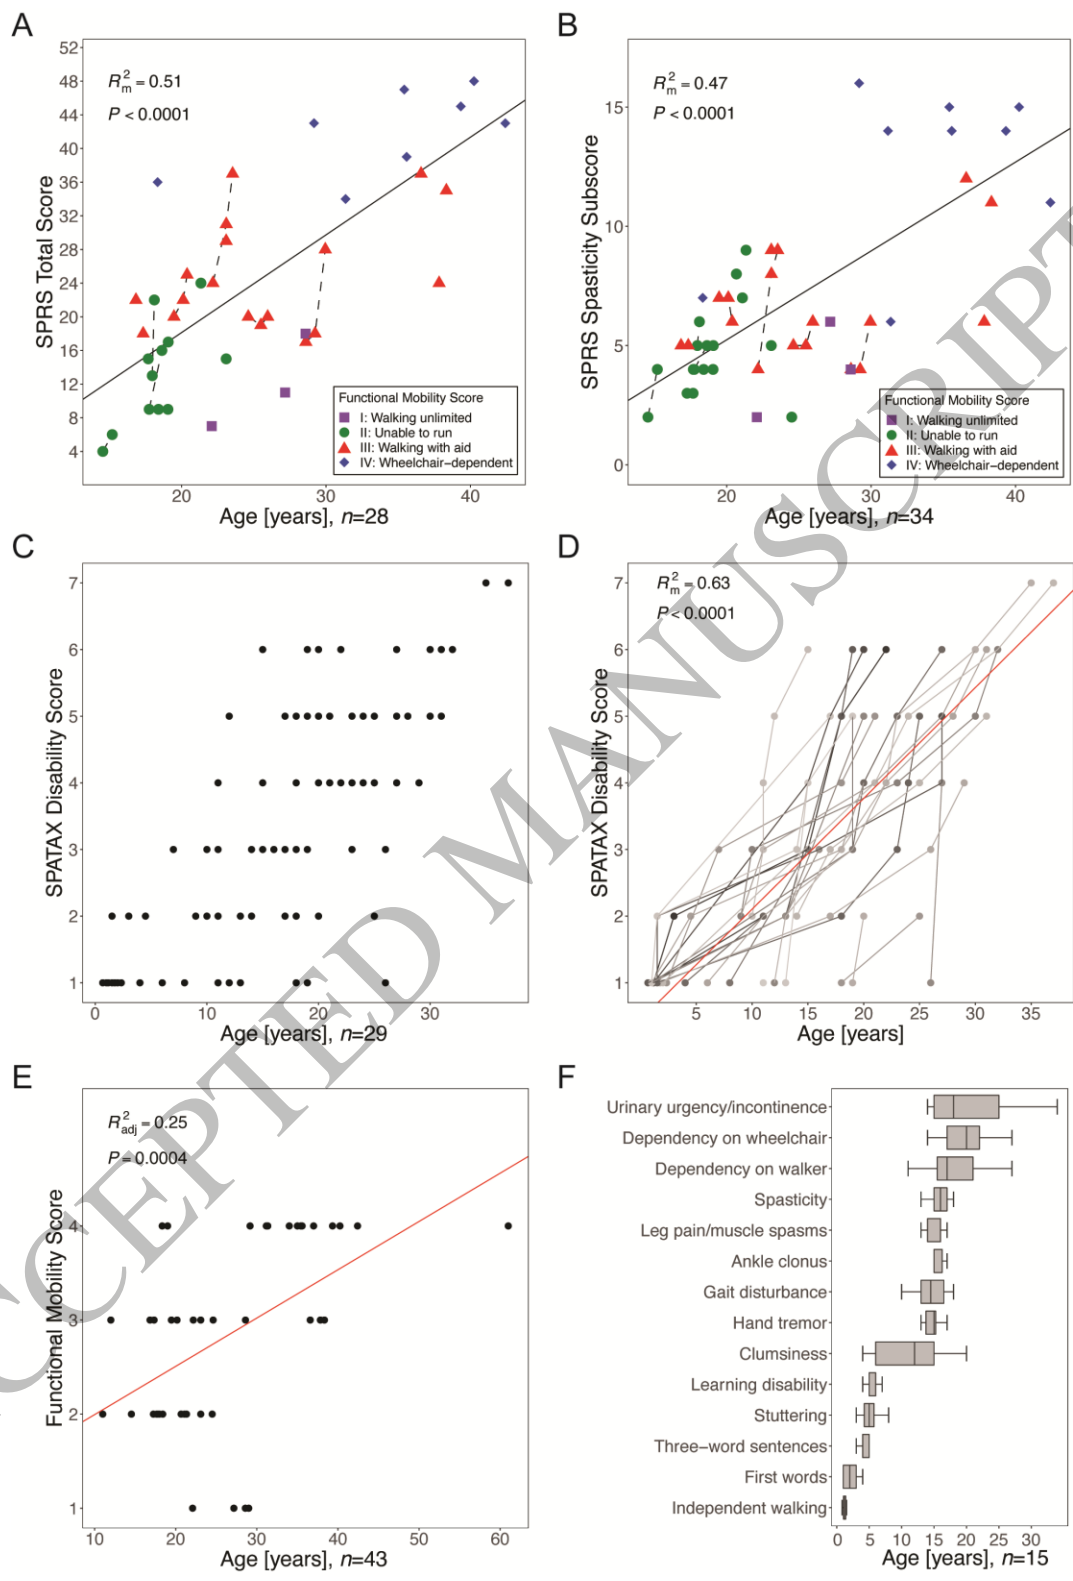 A
52
48
44
40
36
32
28
24
20
16
12
8
4
SPRS Total Score
R²m = 0.51
P < 0.0001
Functional Mobility Score
I: Walking unlimited
II: Unable to run
III: Walking with aid
IV: Wheelchair-dependent
20 30 40
Age [years], n=28
B
15
10
5
0
SPRS Spasticity Subscore
R²m = 0.47
P < 0.0001
Functional Mobility Score
I: Walking unlimited
II: Unable to run
III: Walking with aid
IV: Wheelchair-dependent
20 30 40
Age [years], n=34
C
7
6
5
4
3
2
1
SPATAX Disability Score
0 10 20 30
Age [years], n=29
D
7
6
5
4
3
2
1
SPATAX Disability Score
R²m = 0.63
P < 0.0001
5 10 15 20 25 30 35
Age [years]
E
4
3
2
1
Functional Mobility Score
R²adj = 0.25
P = 0.0004
10 20 30 40 50 60
Age [years], n=43
F
Urinary urgency/incontinence
Dependency on wheelchair
Dependency on walker
Spasticity
Leg pain/muscle spasms
Ankle clonus
Gait disturbance
Hand tremor
Clumsiness
Learning disability
Stuttering
Three−word sentences
First words
Independent walking
0 5 10 15 20 25 30
Age [years], n=15
CCEPTED MANUSCRIPT